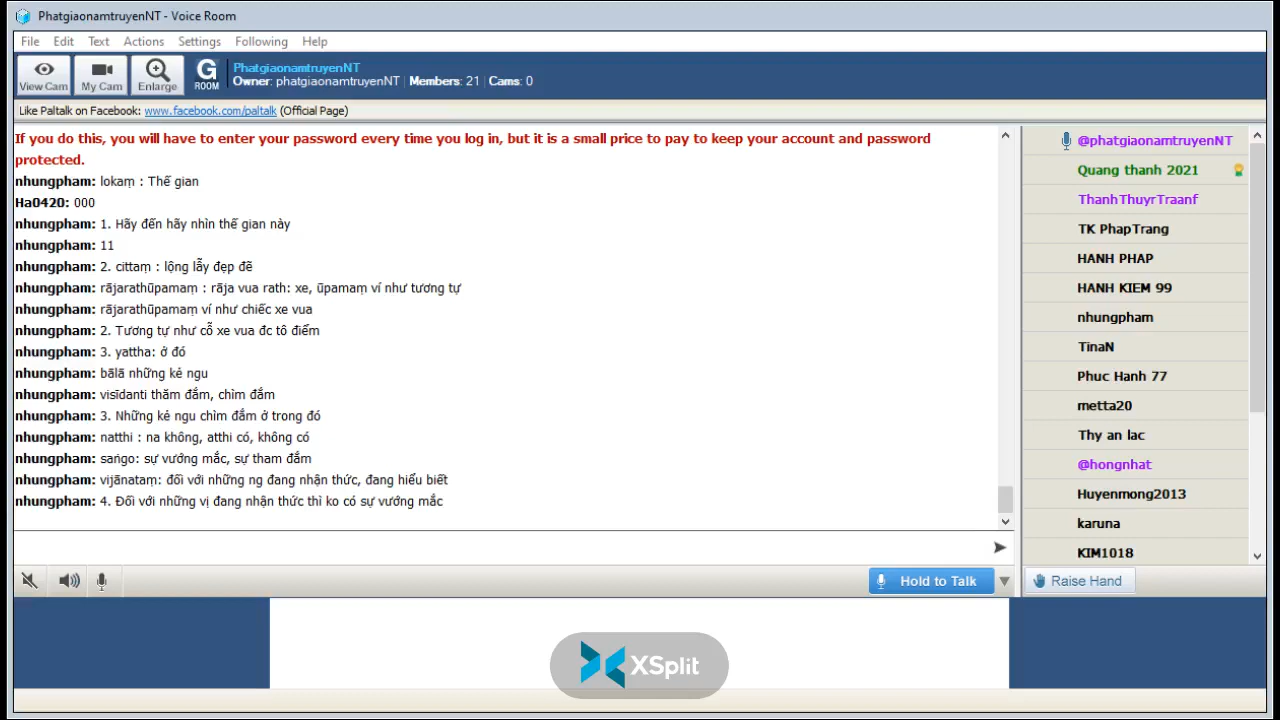 PhatgiaonamtruyenNT - Voice Room
File Edit Text Actions Settings Following Help
View Cam My Cam Enlarge G ROOM PhatgiaonamtruyenNT
Owner: phatgiaonamtruyenNT | Members: 21 | Cams: 0
Like Paltalk on Facebook: www.facebook.com/paltalk (Official Page)
If you do this, you will have to enter your password every time you log in, but it is a small price to pay to keep your account and password
protected.
nhungpham: lokaṃ : Thế gian
Ha0420: 000
nhungpham: 1. Hãy đến hãy nhìn thế gian này
nhungpham: 11
nhungpham: 2. cittaṃ : lộng lẫy đẹp đẽ
nhungpham: rājarathūpamaṃ : rāja vua rath: xe, ūpamaṃ ví như tương tự
nhungpham: rājarathūpamaṃ ví như chiếc xe vua
nhungpham: 2. Tương tự như cỗ xe vua đc tô điểm
nhungpham: 3. yattha: ở đó
nhungpham: bālā những kẻ ngu
nhungpham: visīdanti thăm đắm, chìm đắm
nhungpham: 3. Những kẻ ngu chìm đắm ở trong đó
nhungpham: natthi : na không, atthi có, không có
nhungpham: saṅgo: sự vướng mắc, sự tham đắm
nhungpham: vijānataṃ: đối với những ng đang nhận thức, đang hiểu biết
nhungpham: 4. Đối với những vị đang nhận thức thì ko có sự vướng mắc
@phatgiaonamtruyenNT
Quang thanh 2021
ThanhThuyrTraanf
TK PhapTrang
HANH PHAP
HANH KIEM 99
nhungpham
TinaN
Phuc Hanh 77
metta20
Thy an lac
@hongnhat
Huyenmong2013
karuna
KIM1018
Hold to Talk
Raise Hand
XSplit